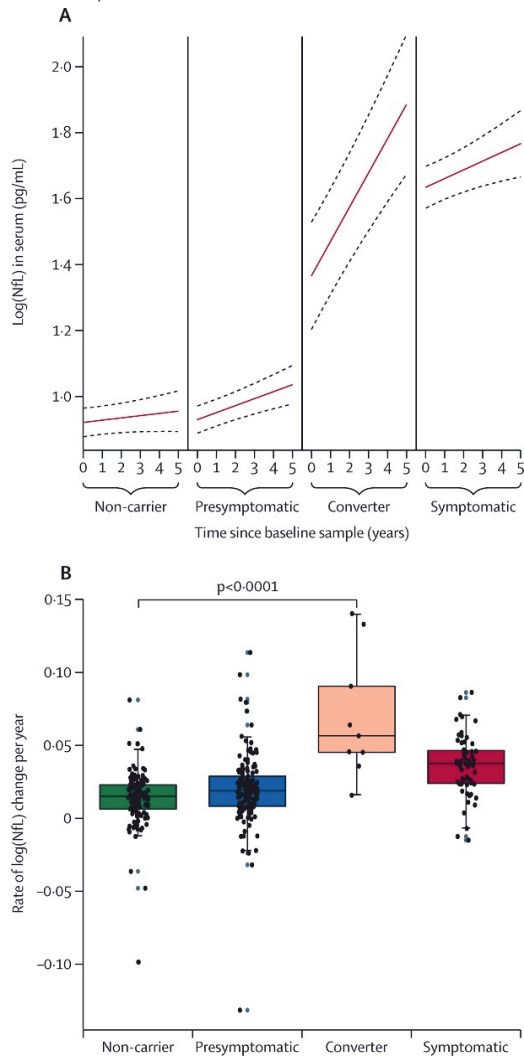 A
2·0
1·8
1·6
1·4
1·2
1·0
Log(NfL) in serum (pg/mL)
0 1 2 3 4 5 0 1 2 3 4 5 0 1 2 3 4 5 0 1 2 3 4 5
Non-carrier Presymptomatic Converter Symptomatic
Time since baseline sample (years)
B
p<0·0001
0·15
0·10
0·05
0
–0·05
–0·10
Rate of log(NfL) change per year
Non-carrier Presymptomatic Converter Symptomatic